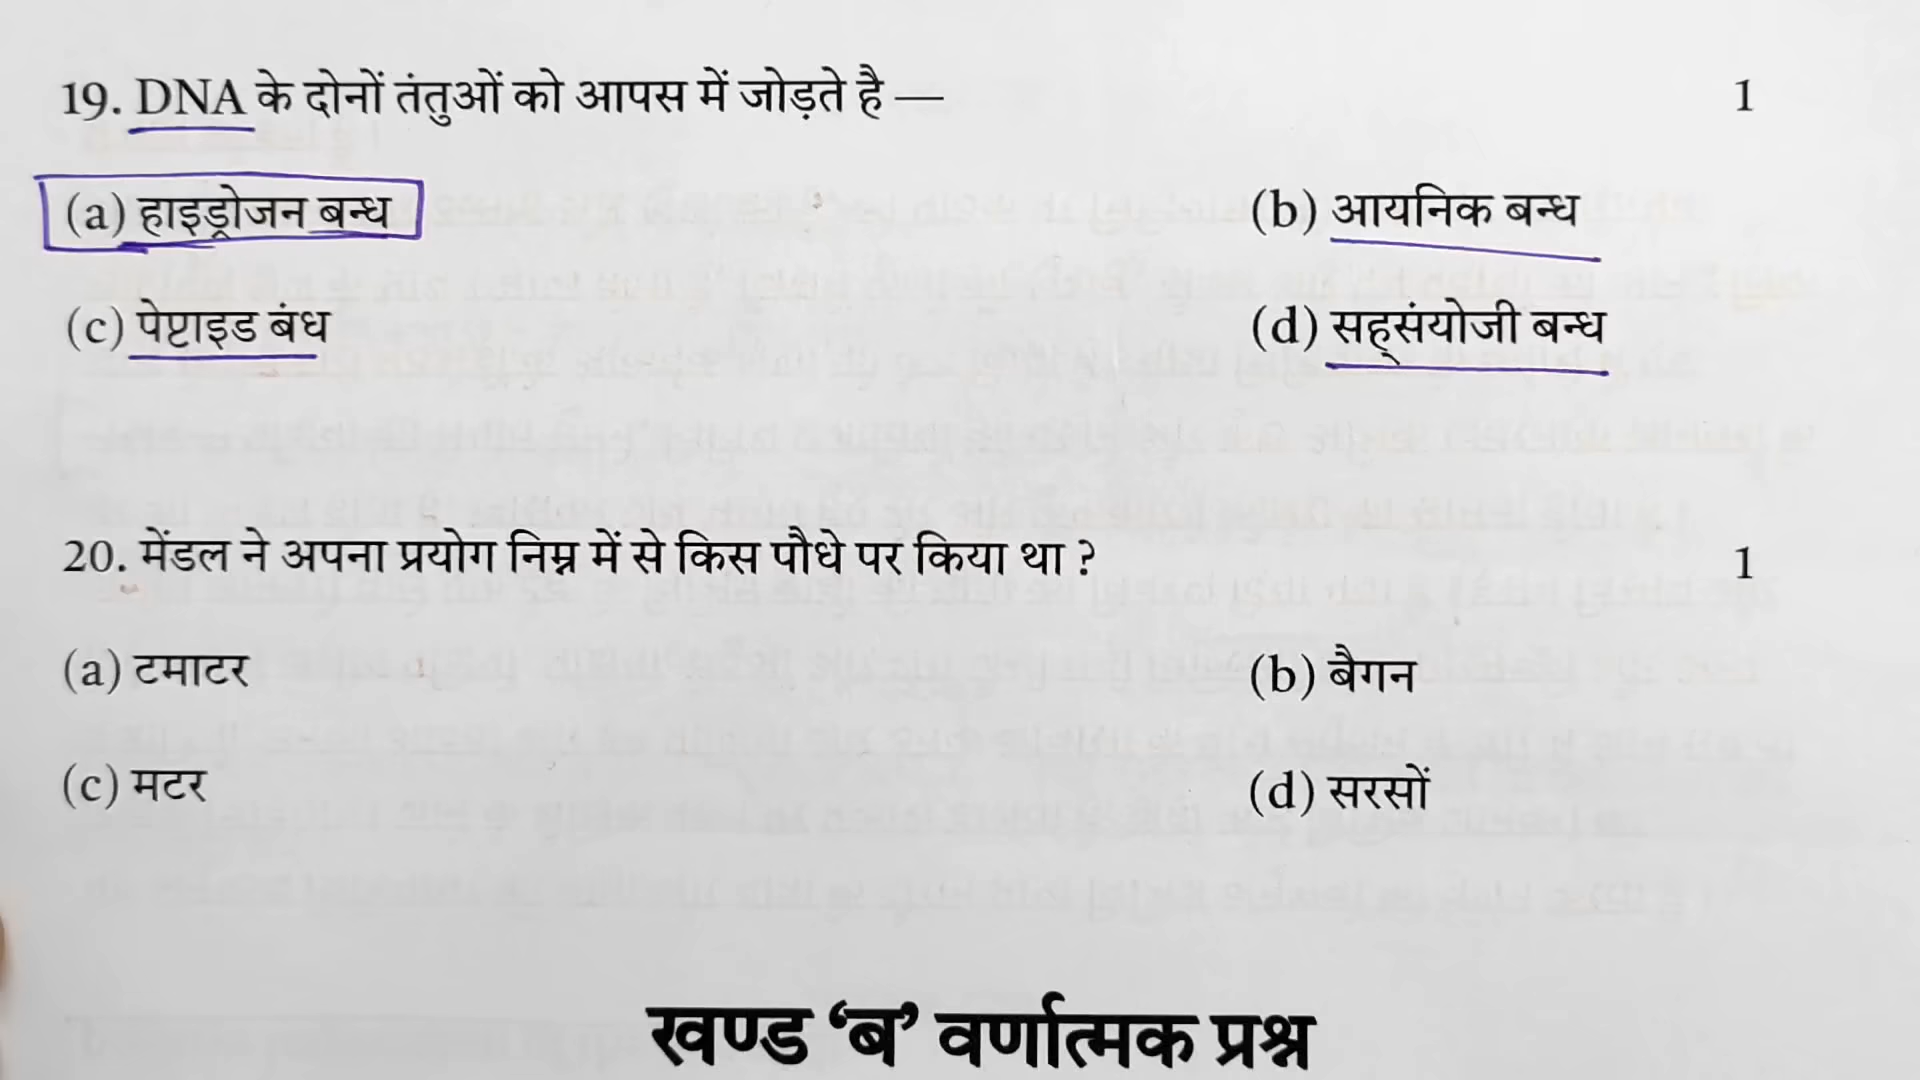 19. DNA के दोनों तंतुओं को आपस में जोड़ते है — 1
(a) हाइड्रोजन बन्ध (b) आयनिक बन्ध
(c) पेप्टाइड बंध (d) सह्संयोजी बन्ध
20. मेंडल ने अपना प्रयोग निम्न में से किस पौधे पर किया था ? 1
(a) टमाटर (b) बैगन
(c) मटर (d) सरसों
खण्ड ‘ब’ वर्णात्मक प्रश्न